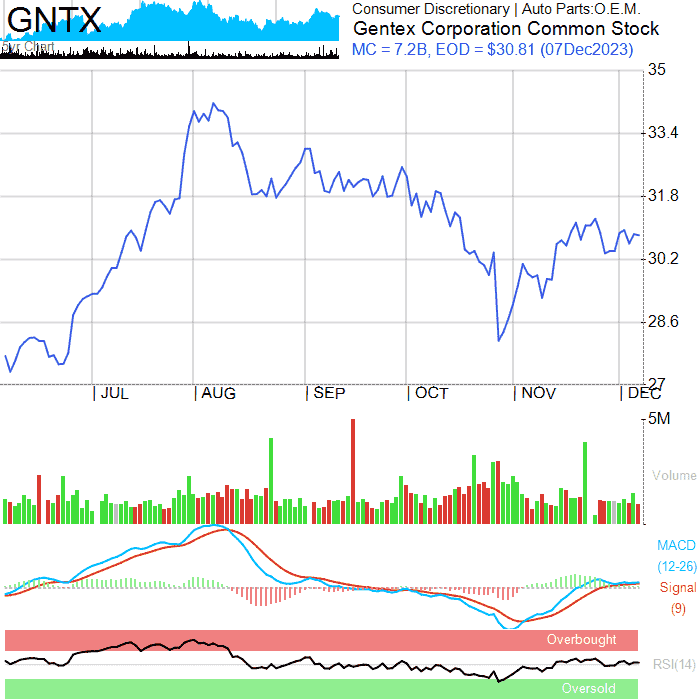 GNTX
5yr Chart
Consumer Discretionary | Auto Parts:O.E.M.
Gentex Corporation Common Stock
MC = 7.2B, EOD = $30.81 (07Dec2023)
35
33.4
31.8
30.2
28.6
27
| JUL
| AUG
| SEP
| OCT
| NOV
| DEC
5M
Volume
MACD
(12-26)
Signal
(9)
Overbought
RSI(14)
Oversold